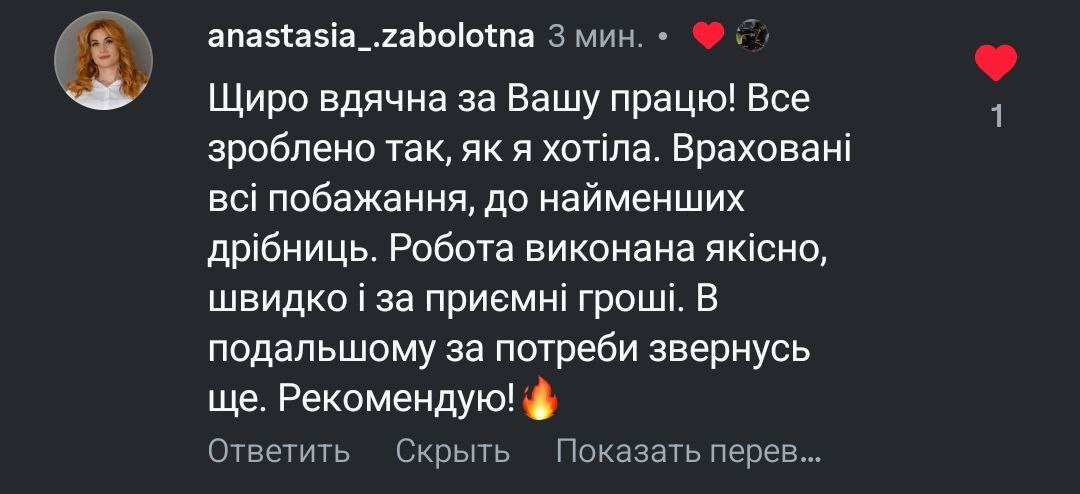 anastasia_.zabolotna 3 мин. •
1
Щиро вдячна за Вашу працю! Все
зроблено так, як я хотіла. Враховані
всі побажання, до найменших
дрібниць. Робота виконана якісно,
швидко і за приємні гроші. В
подальшому за потреби звернусь
ще. Рекомендую!🔥
Ответить Скрыть Показать перев...